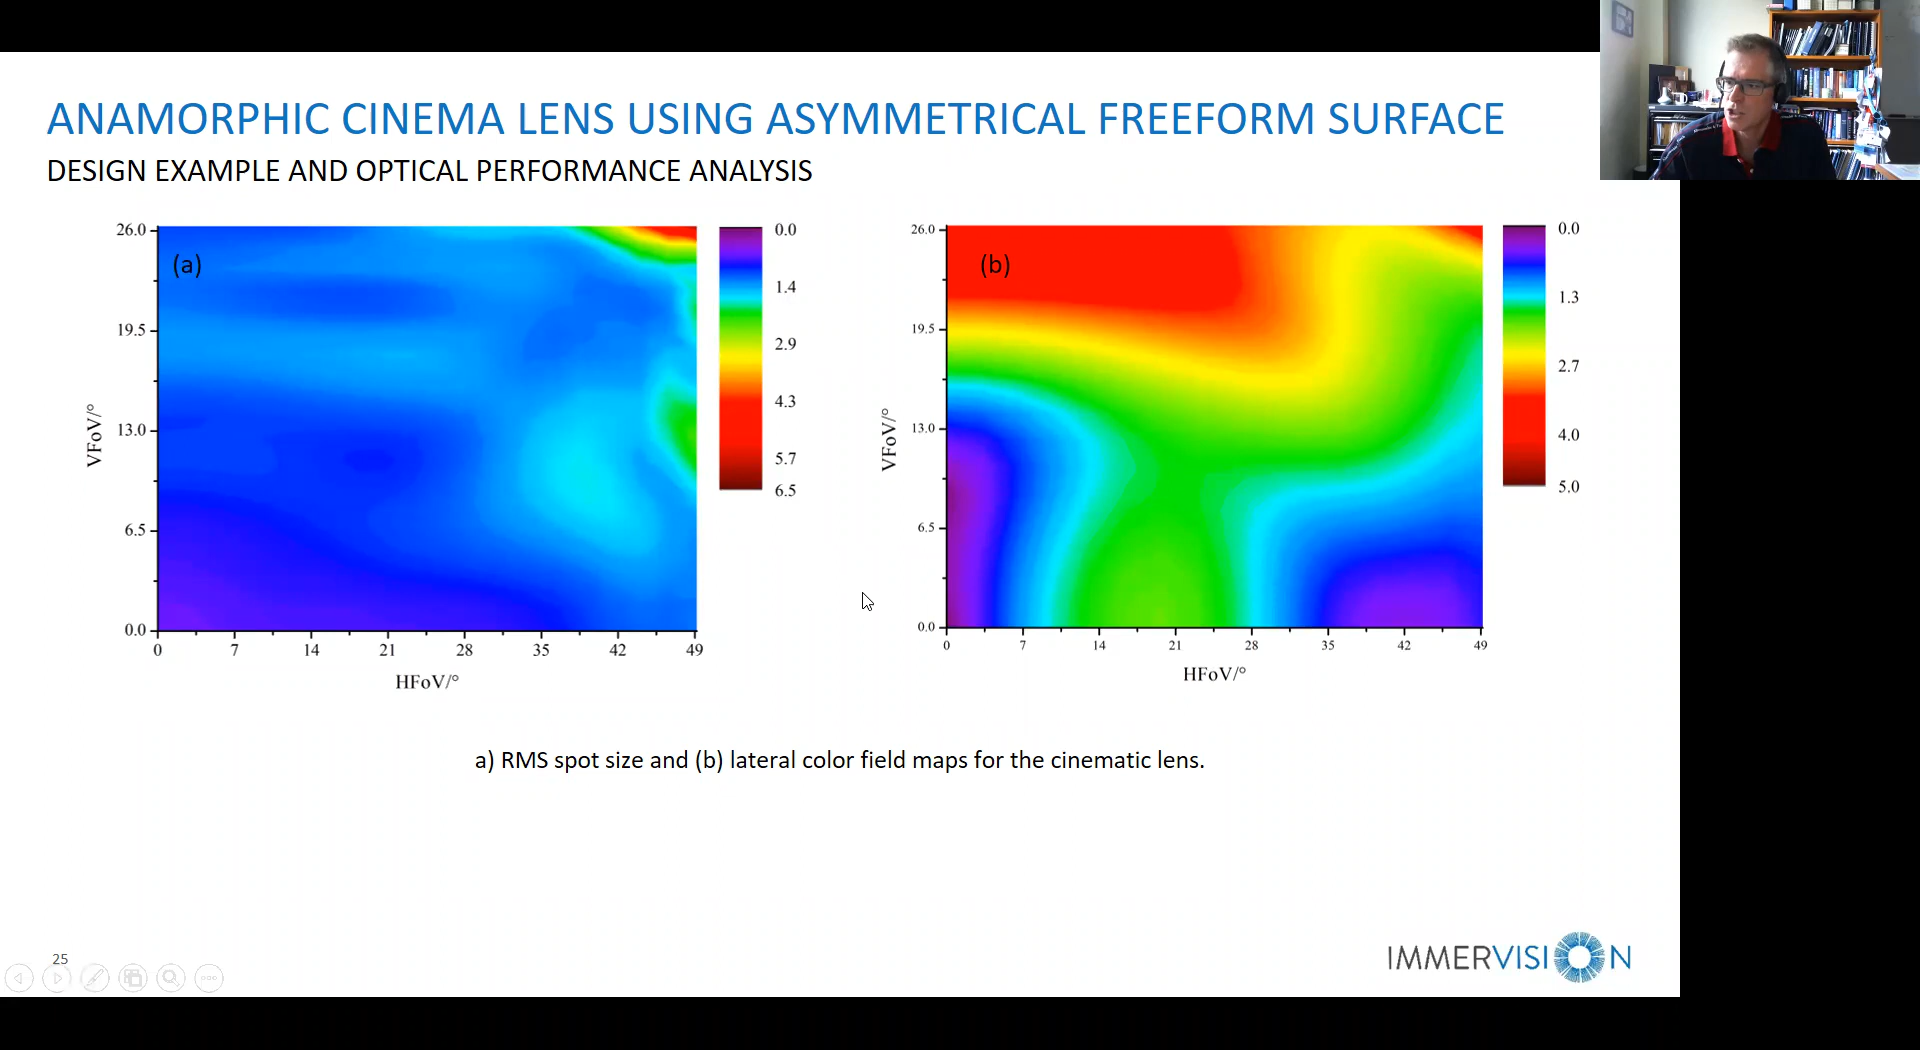 ANAMORPHIC CINEMA LENS USING ASYMMETRICAL FREEFORM SURFACE
DESIGN EXAMPLE AND OPTICAL PERFORMANCE ANALYSIS
(a)
26.0
19.5
13.0
6.5
0.0
VFoV/°
0 7 14 21 28 35 42 49
HFoV/°
0.0
1.4
2.9
4.3
5.7
6.5
(b)
26.0
19.5
13.0
6.5
0.0
VFoV/°
0 7 14 21 28 35 42 49
HFoV/°
0.0
1.3
2.7
4.0
5.0
a) RMS spot size and (b) lateral color field maps for the cinematic lens.
25
IMMERVISION